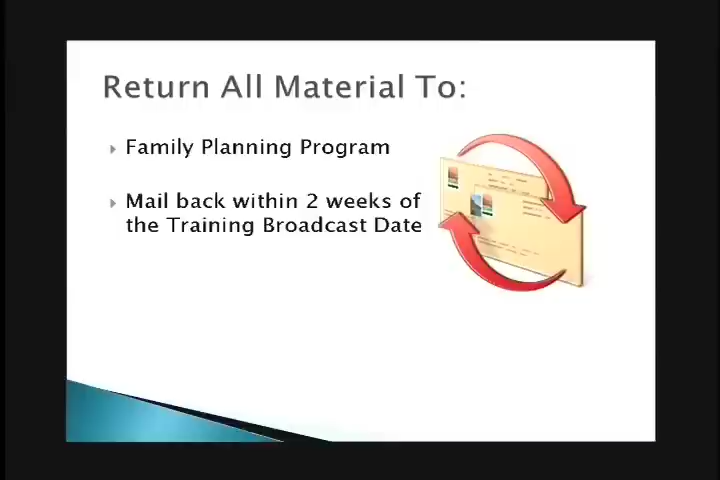 Return All Material To:
Family Planning Program
Mail back within 2 weeks of
the Training Broadcast Date